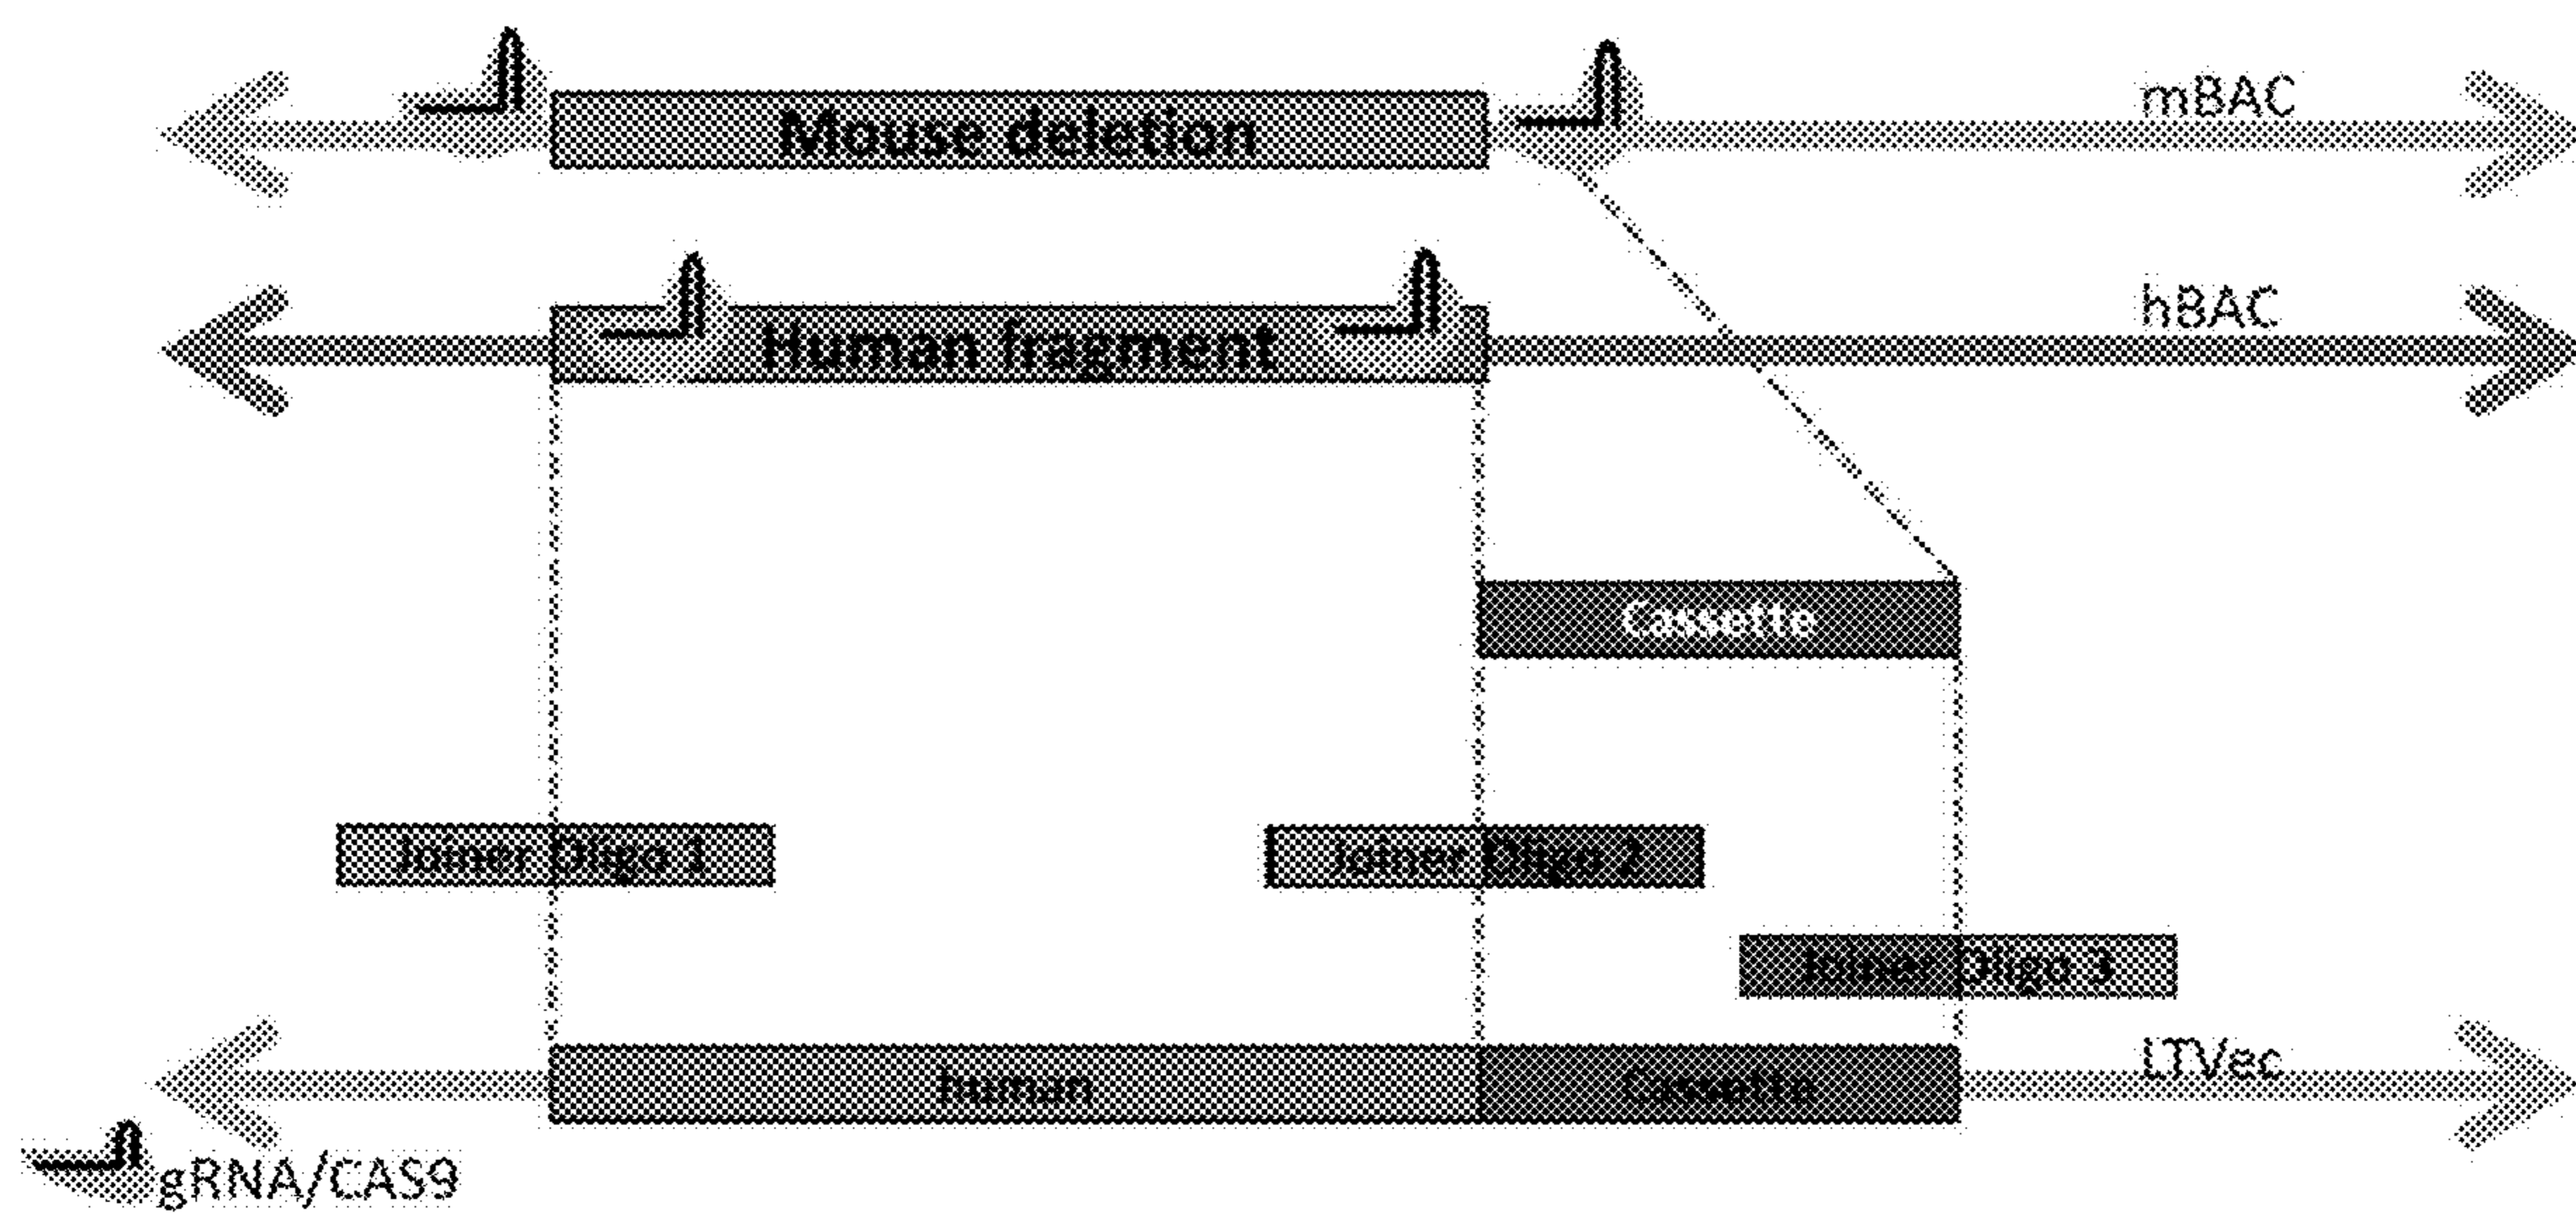 mBAC
Mouse deletion
hBAC
Human fragment
Cassette
Joiner Oligo 1
Joiner Oligo 2
Joiner Oligo 3
LTVec
human
Cassette
gRNA/CAS9